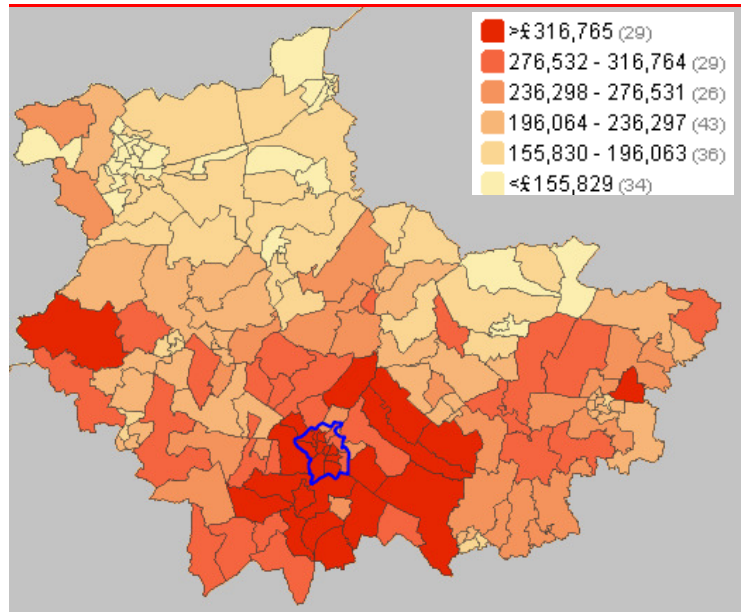 >£316,765 (29)
276,532 - 316,764 (29)
236,298 - 276,531 (26)
196,064 - 236,297 (43)
155,830 - 196,063 (36)
<£155,829 (34)